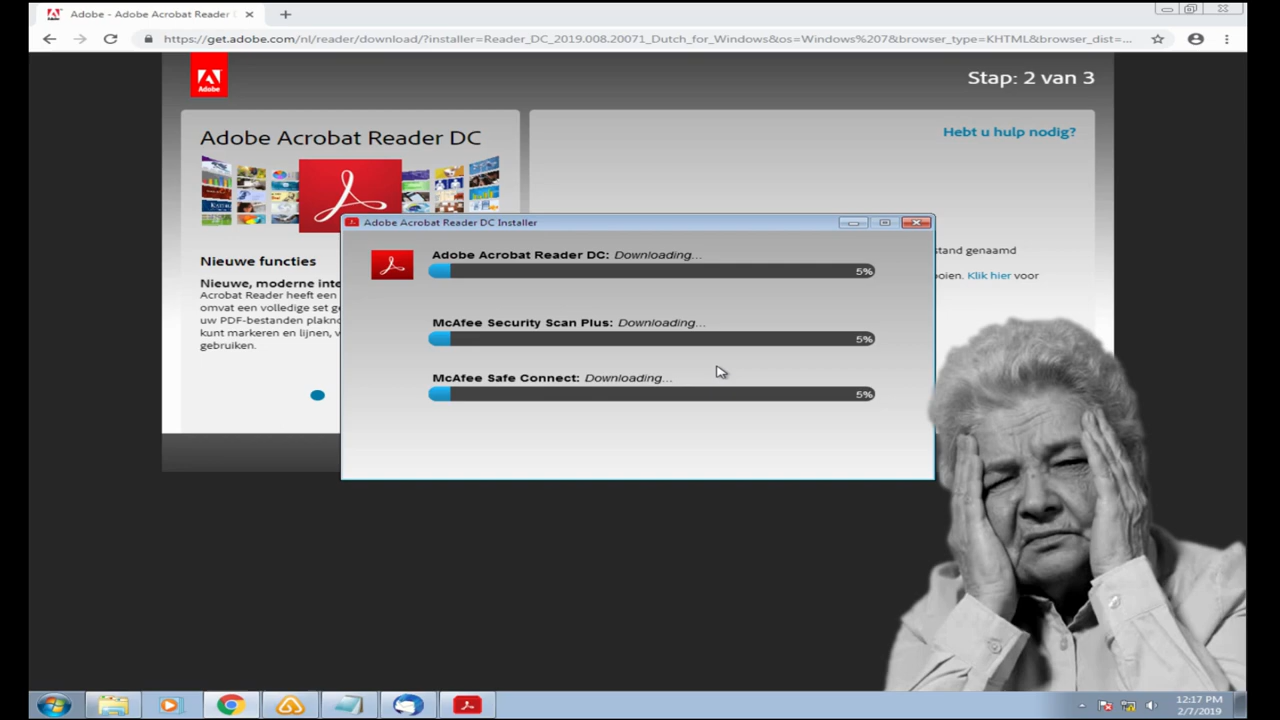 Adobe - Adobe Acrobat Reader
https://get.adobe.com/nl/reader/download/?installer=Reader_DC_2019.008.20071_Dutch_for_Windows&os=Windows%207&browser_type=KHTML&browser_dist=...
Adobe
Stap: 2 van 3
Adobe Acrobat Reader DC
Hebt u hulp nodig?
Nieuwe functies
Nieuwe, moderne inte
Acrobat Reader heeft een
omvat een volledige set ge
uw PDF-bestanden plakno
kunt markeren en lijnen, v
gebruiken.
stand genaamd
oien. Klik hier voor
Adobe Acrobat Reader DC Installer
Adobe Acrobat Reader DC: Downloading...
5%
McAfee Security Scan Plus: Downloading...
5%
McAfee Safe Connect: Downloading...
5%
12:17 PM
2/7/2019